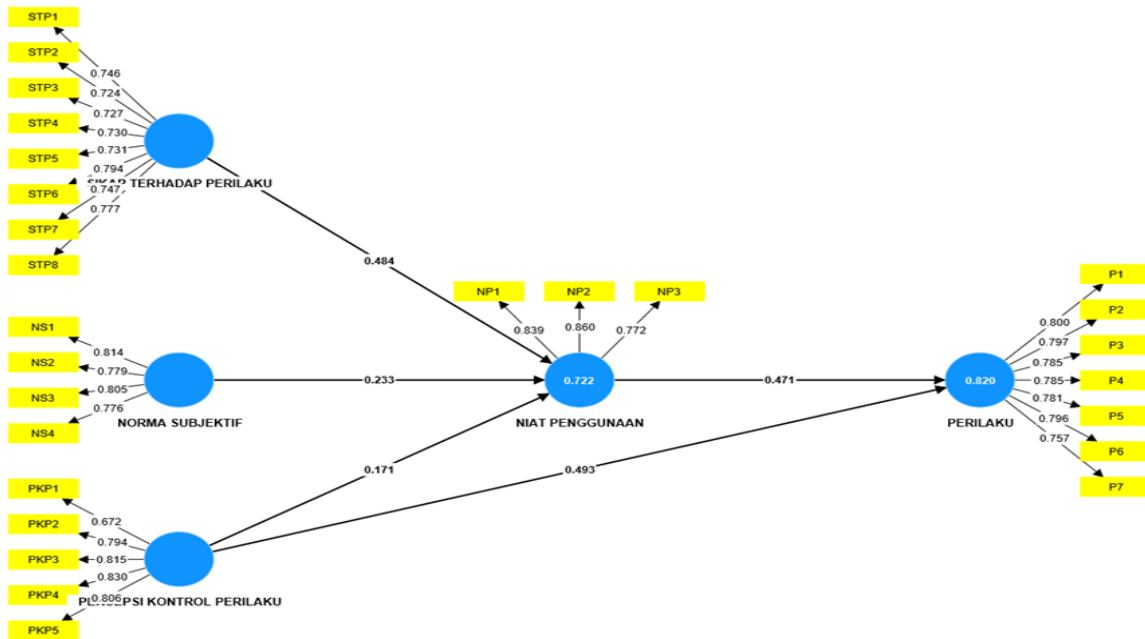 STP1
STP2
STP3
STP4
STP5
STP6
STP7
STP8
0.746
0.724
0.727
0.730
0.731
0.794
0.747
0.777
SIKAP TERHADAP PERILAKU
0.484
NS1
NS2
NS3
NS4
0.814
0.779
0.805
0.776
NORMA SUBJEKTIF
0.233
PKP1
PKP2
PKP3
PKP4
PKP5
0.672
0.794
0.815
0.830
0.806
PERSEPSI KONTROL PERILAKU
0.171
0.493
NP1
NP2
NP3
0.839
0.860
0.772
0.722
NIAT PENGGUNAAN
0.471
0.820
PERILAKU
0.800
0.797
0.785
0.785
0.781
0.796
0.757
P1
P2
P3
P4
P5
P6
P7